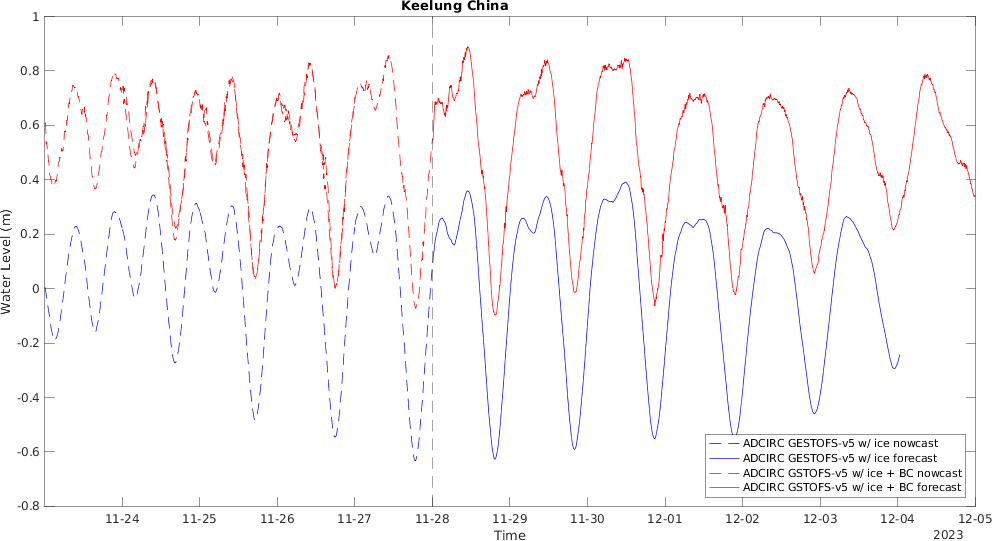 Keelung China
1
0.8
0.6
0.4
0.2
0
-0.2
-0.4
-0.6
-0.8
Water Level (m)
11-24 11-25 11-26 11-27 11-28 11-29 11-30 12-01 12-02 12-03 12-04 12-05
Time
2023
ADCIRC GESTOFS-v5 w/ ice nowcast
ADCIRC GESTOFS-v5 w/ ice forecast
ADCIRC GSTOFS-v5 w/ ice + BC nowcast
ADCIRC GSTOFS-v5 w/ ice + BC forecast